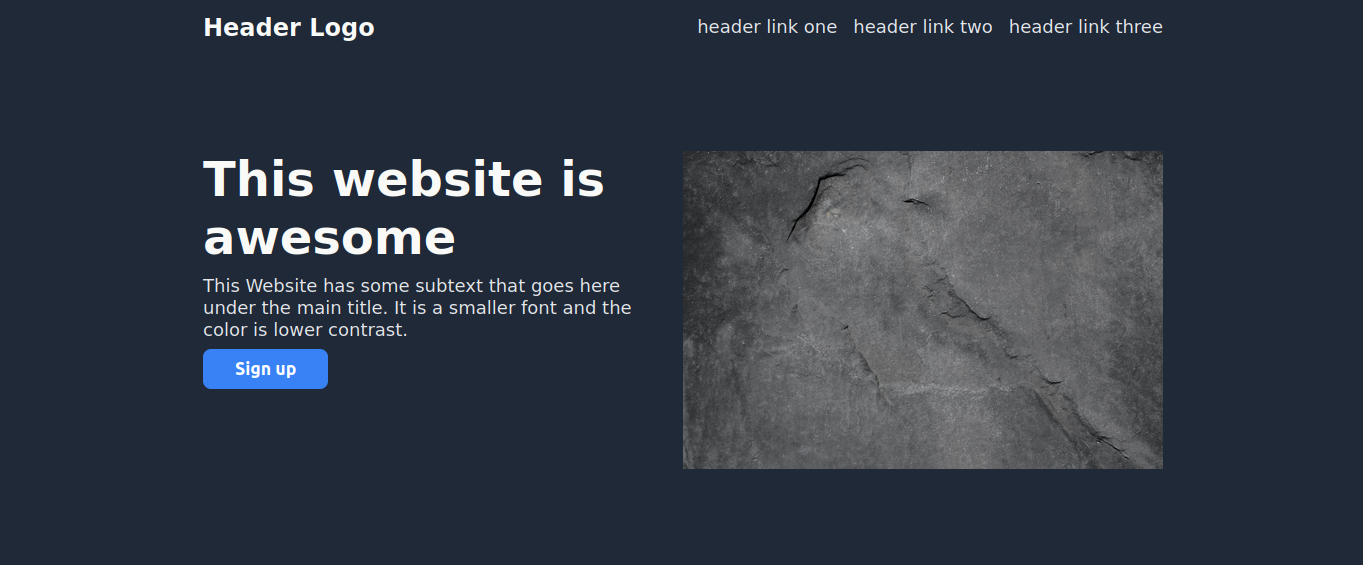 Header Logo
header link one header link two header link three
This website is
awesome
This Website has some subtext that goes here
under the main title. It is a smaller font and the
color is lower contrast.
Sign up